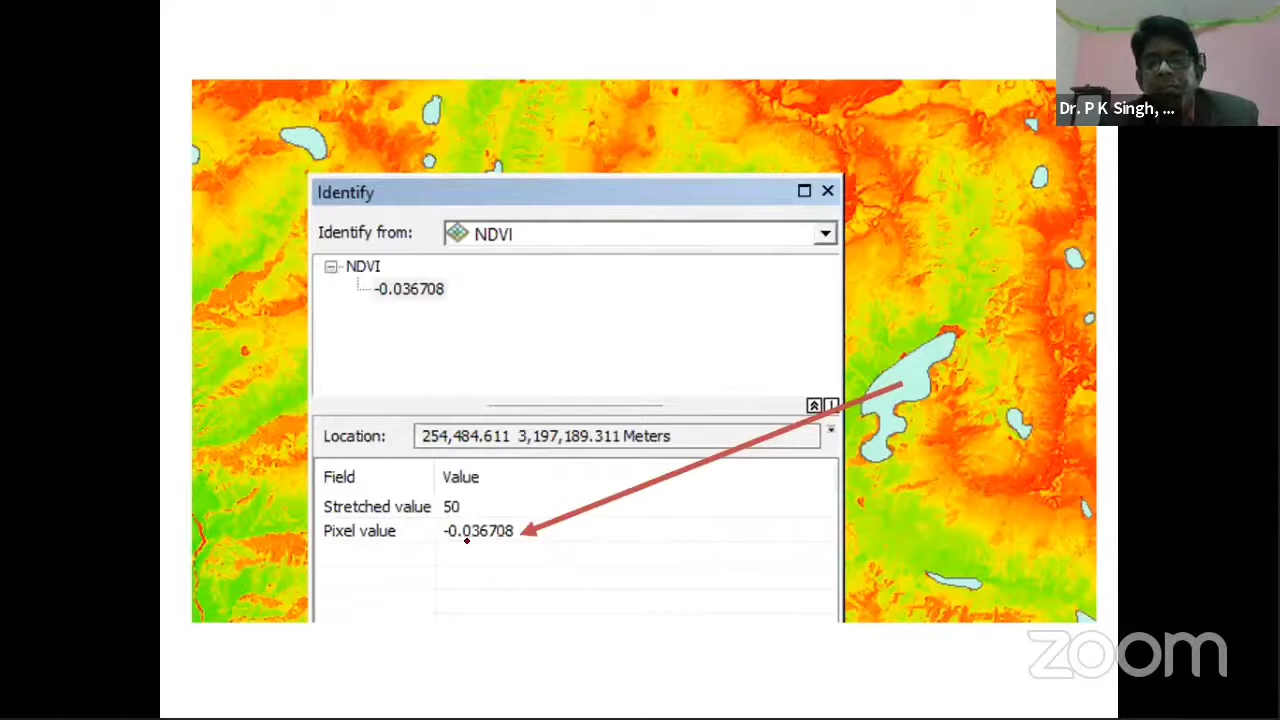 Dr. P K Singh, ...
Identify
Identify from: NDVI
NDVI
-0.036708
Location: 254,484.611 3,197,189.311 Meters
Field Value
Stretched value 50
Pixel value -0.036708
zoom